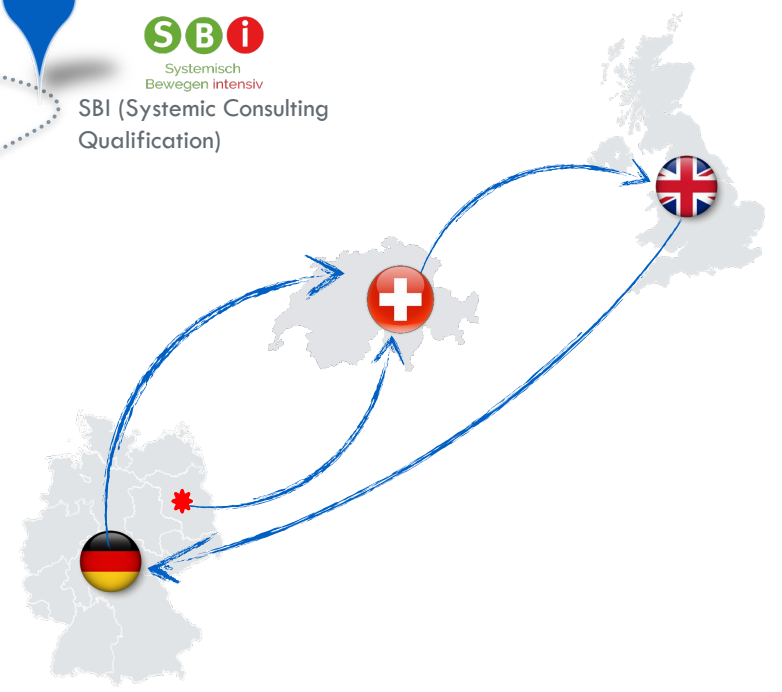 SBi
Systemisch
Bewegen intensiv
SBI (Systemic Consulting
Qualification)